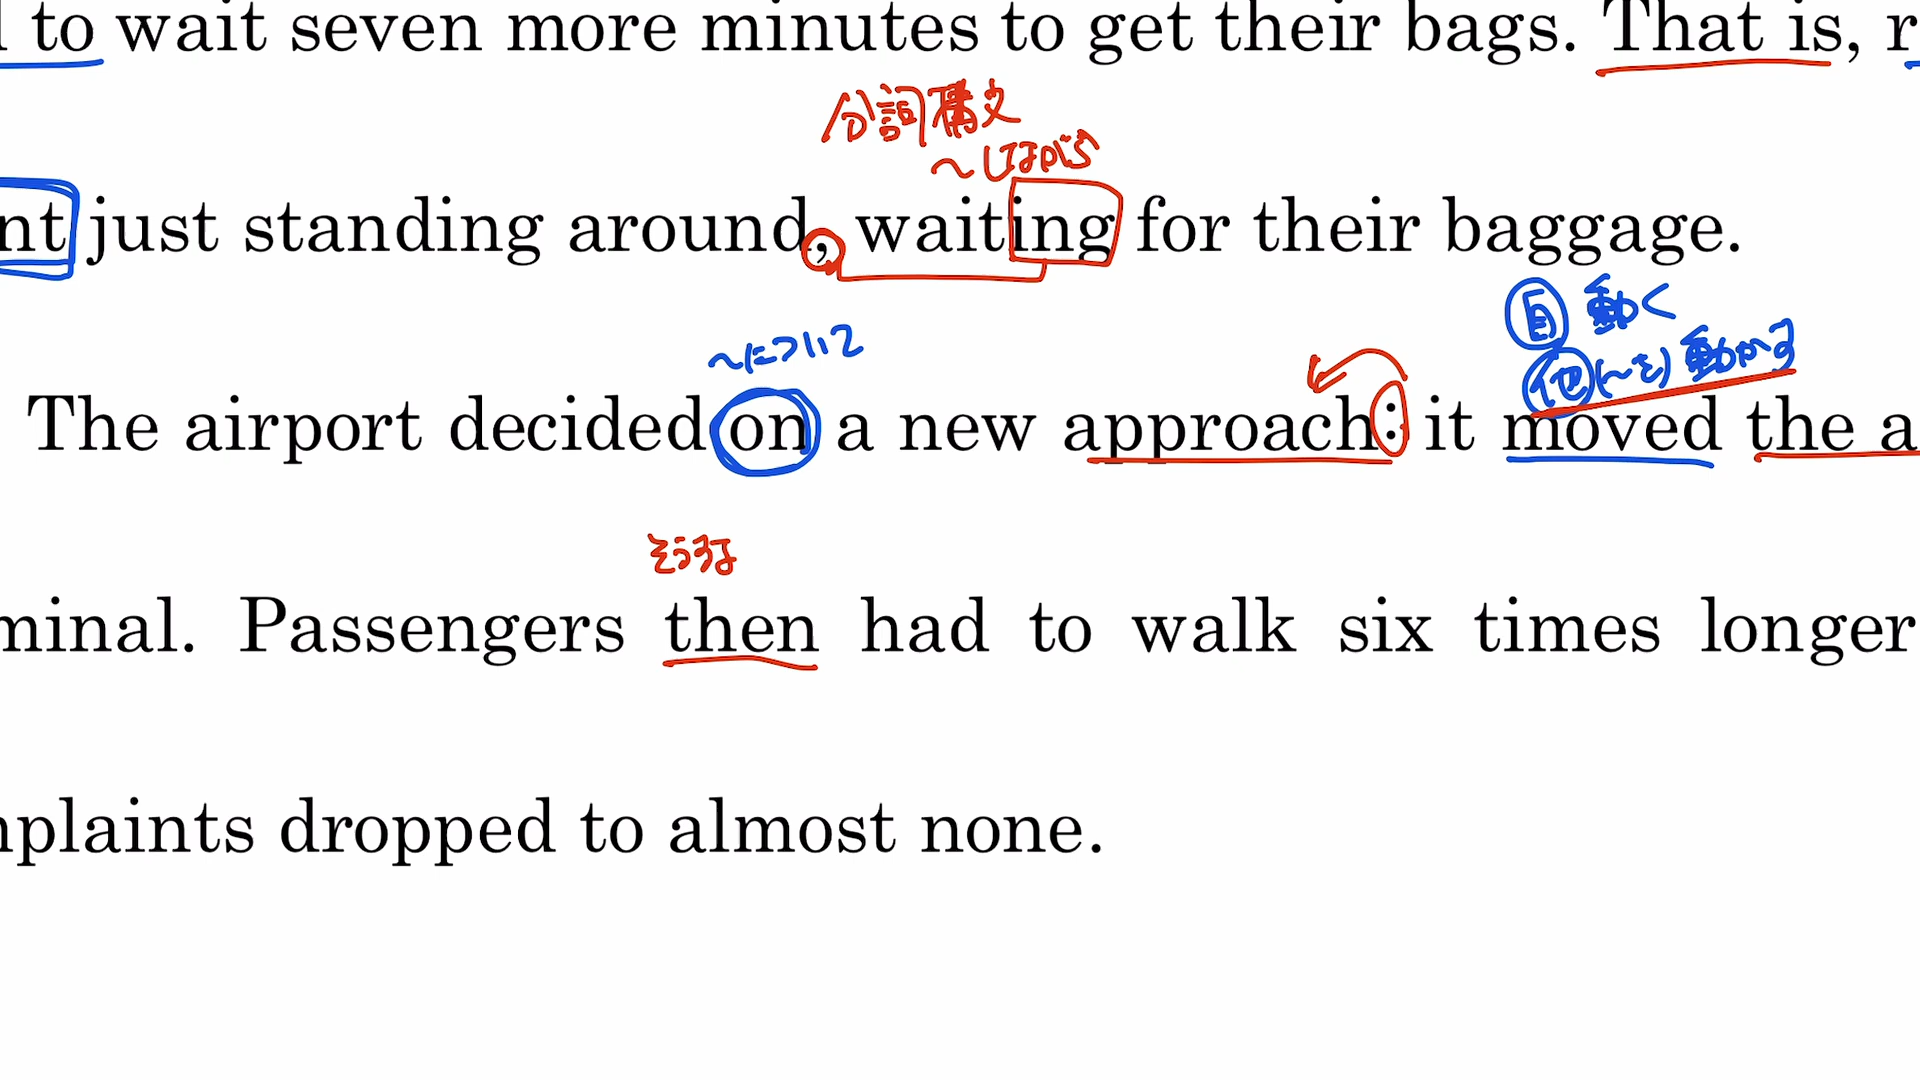 to wait seven more minutes to get their bags. That is, r
分詞構文
〜しながら
nt just standing around, waiting for their baggage.
自 動く
〜について
他 (〜を) 動かす
The airport decided on a new approach: it moved the a
そうすると
minal. Passengers then had to walk six times longer
plaints dropped to almost none.